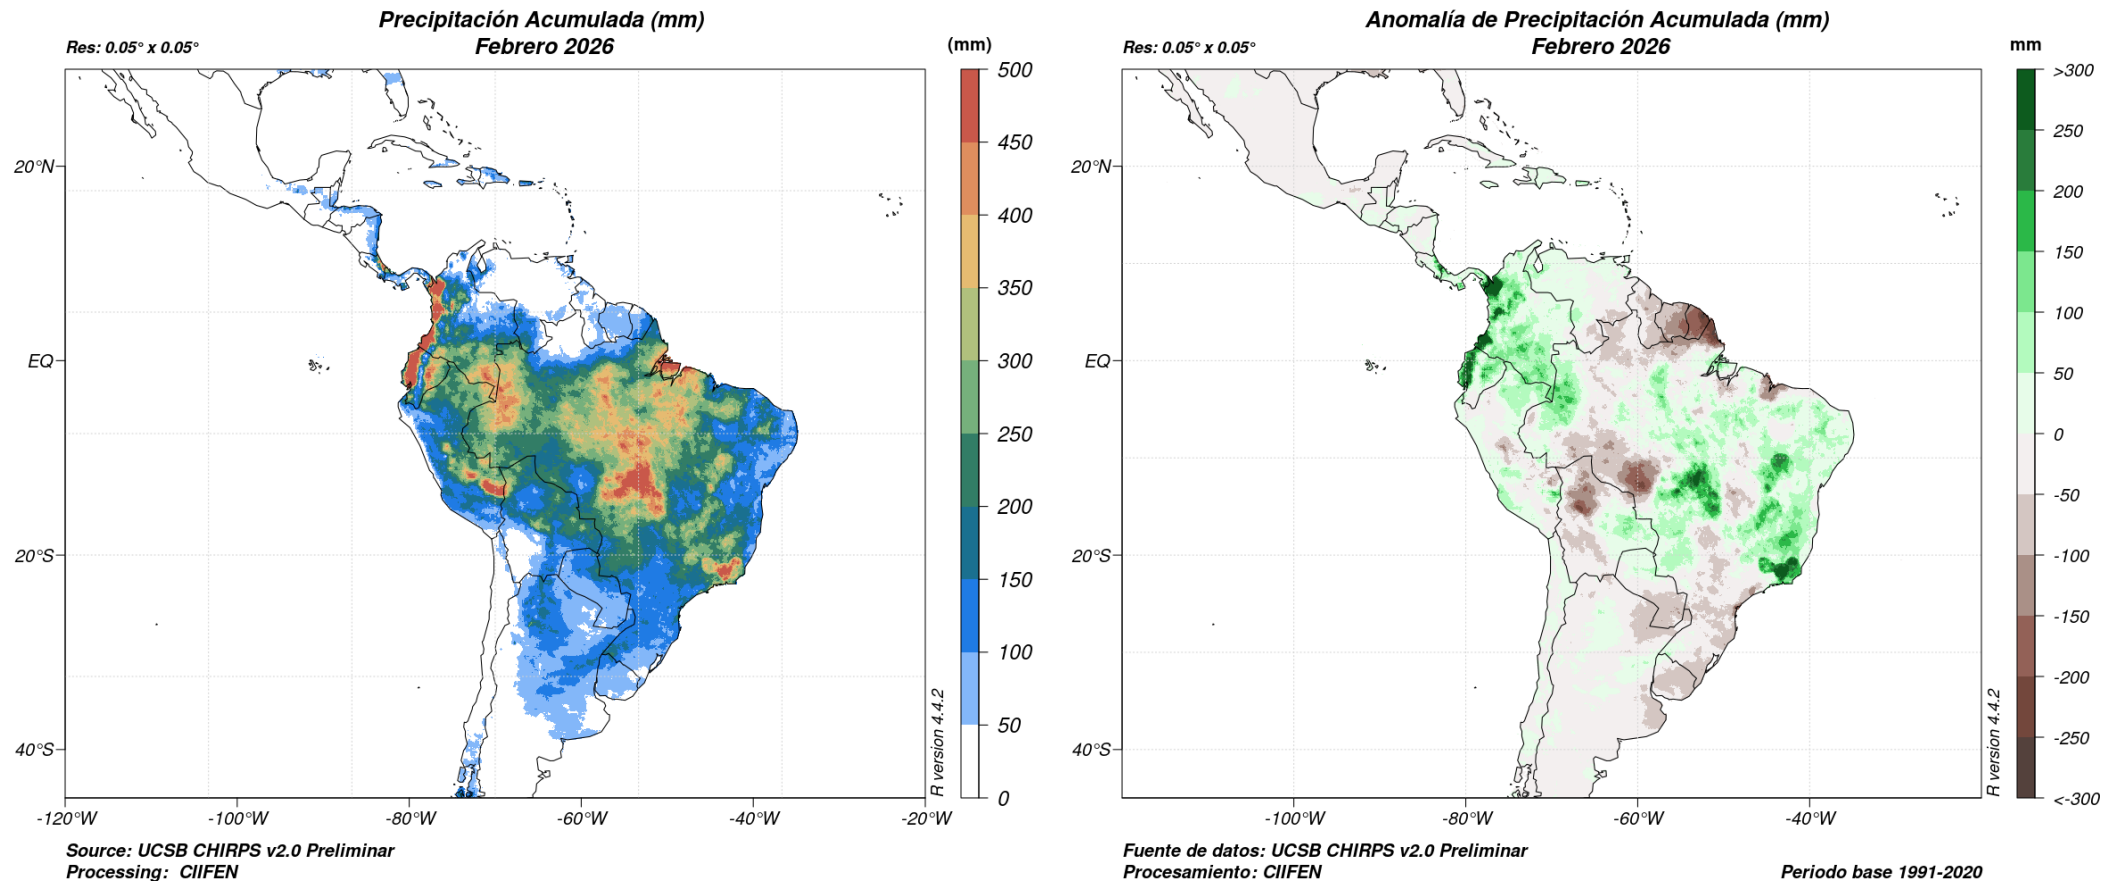 Precipitación Acumulada (mm)
Febrero 2026
Res: 0.05° x 0.05°
(mm)
500
450
400
350
300
250
200
150
100
50
0
20°N
EQ
20°S
40°S
-120°W
-100°W
-80°W
-60°W
-40°W
-20°W
R version 4.4.2
Source: UCSB CHIRPS v2.0 Preliminar
Processing: CIIFEN
Anomalía de Precipitación Acumulada (mm)
Febrero 2026
Res: 0.05° x 0.05°
mm
>300
250
200
150
100
50
0
-50
-100
-150
-200
-250
<-300
20°N
EQ
20°S
40°S
-100°W
-80°W
-60°W
-40°W
R version 4.4.2
Fuente de datos: UCSB CHIRPS v2.0 Preliminar
Procesamiento: CIIFEN
Periodo base 1991-2020